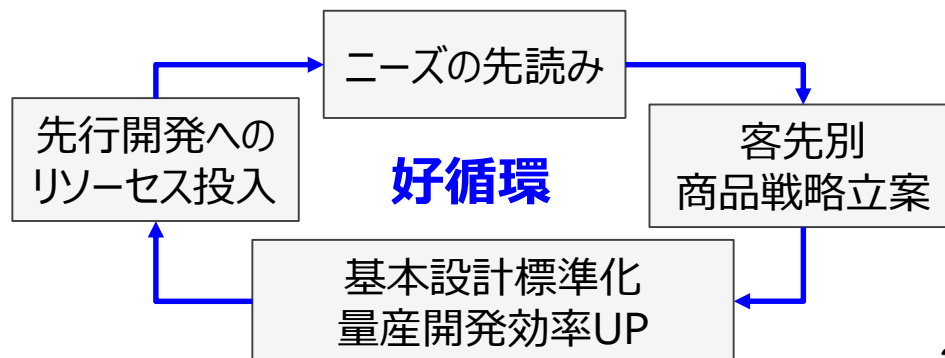 ニーズの先読み
先行開発への
リソーセス投入
好循環
客先別
商品戦略立案
基本設計標準化
量産開発効率UP